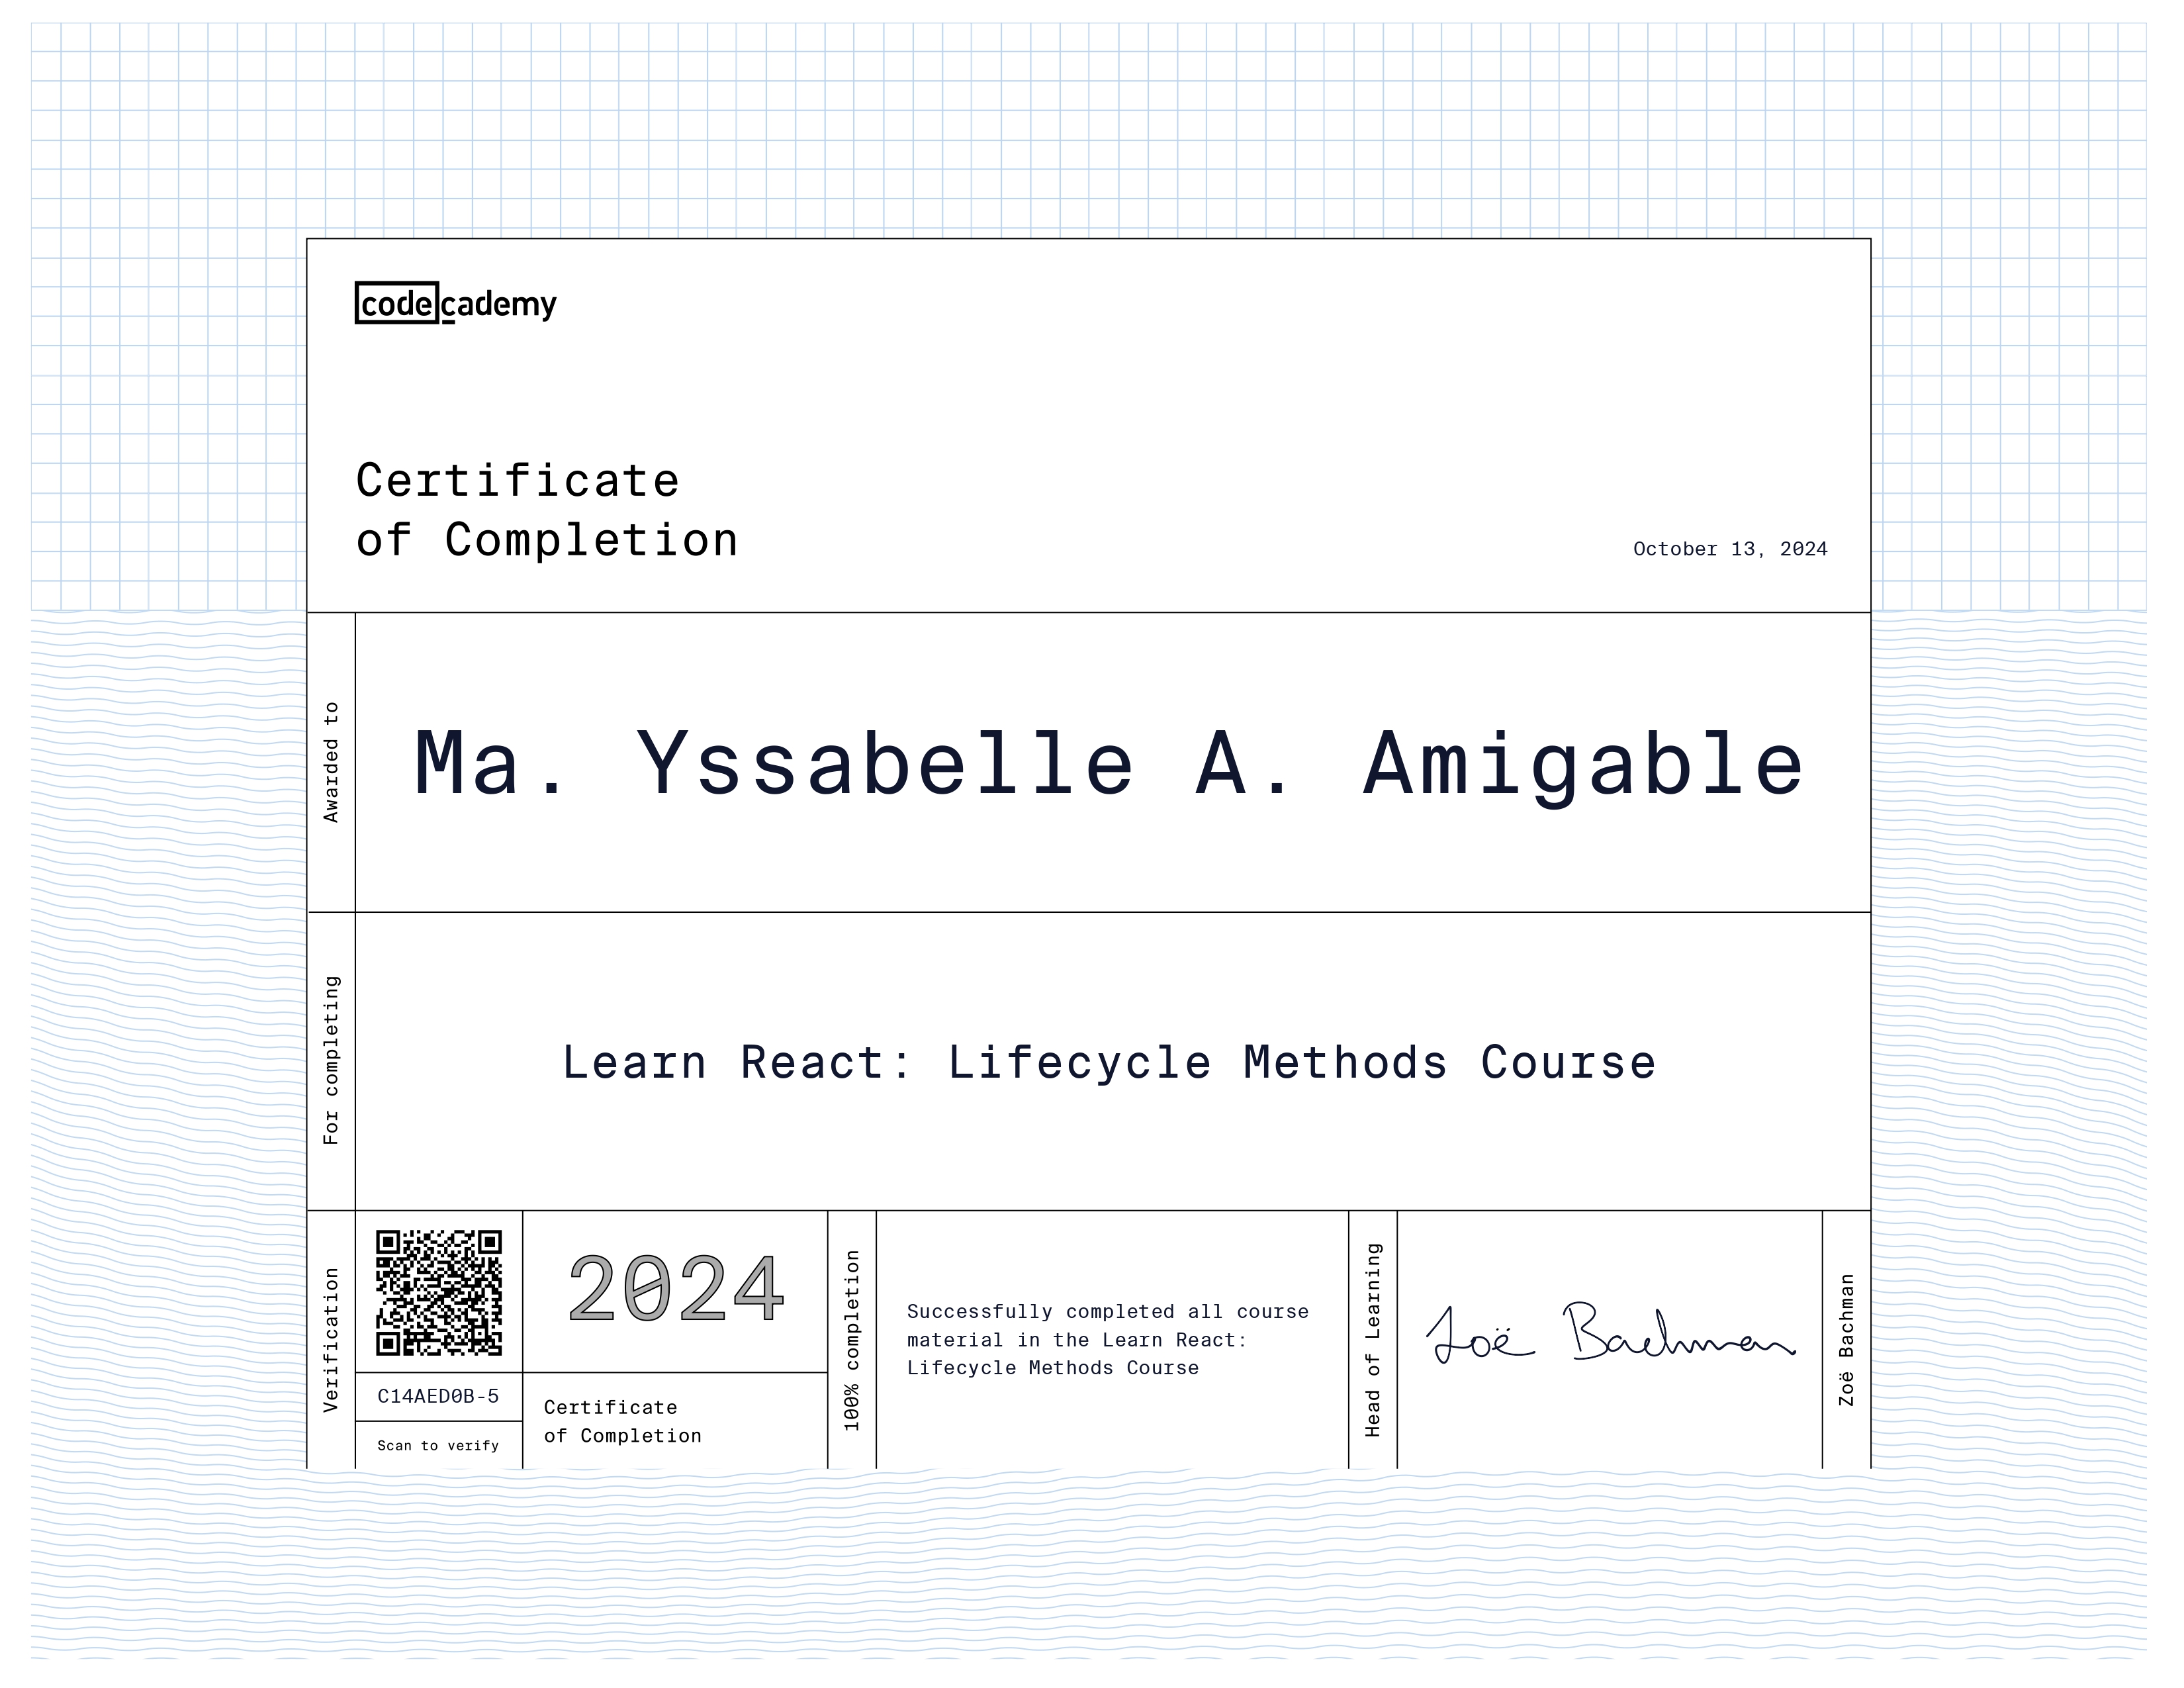 codecademy
Certificate
of Completion
October 13, 2024
Awarded to
Ma. Yssabelle A. Amigable
For completing
Learn React: Lifecycle Methods Course
Verification
C14AED0B-5
Scan to verify
2024
Certificate
of Completion
100% completion
Successfully completed all course
material in the Learn React:
Lifecycle Methods Course
Head of Learning
Zoë Bachman
Zoë Bachman